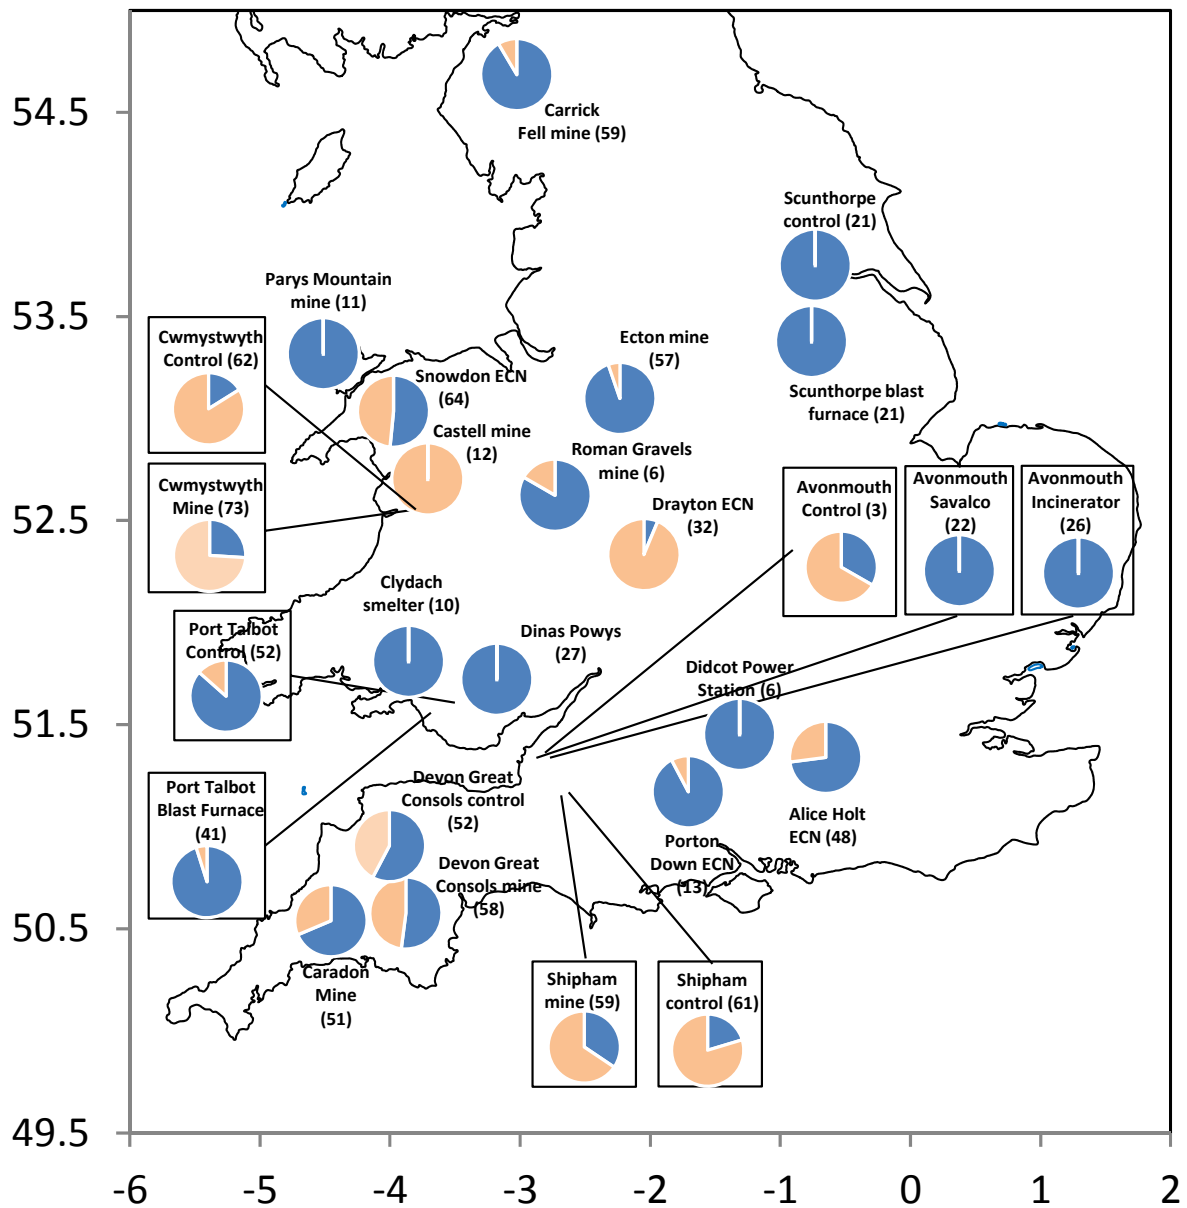 54.5
53.5
52.5
51.5
50.5
49.5
-6
-5
-4
-3
-2
-1
0
1
2
Carrick
Fell mine (59)
Scunthorpe
control (21)
Parys Mountain
mine (11)
Cwmystwyth
Control (62)
Ecton mine
(57)
Snowdon ECN
(64)
Scunthorpe blast
furnace (21)
Castell mine
(12)
Roman Gravels
mine (6)
Cwmystwyth
Mine (73)
Drayton ECN
(32)
Avonmouth
Control (3)
Avonmouth
Savalco
(22)
Avonmouth
Incinerator
(26)
Clydach
smelter (10)
Port Talbot
Control (52)
Dinas Powys
(27)
Didcot Power
Station (6)
Port Talbot
Blast Furnace
(41)
Devon Great
Consols control
(52)
Alice Holt
ECN (48)
Porton
Down ECN
(13)
Devon Great
Consols mine
(58)
Caradon
Mine
(51)
Shipham
mine (59)
Shipham
control (61)